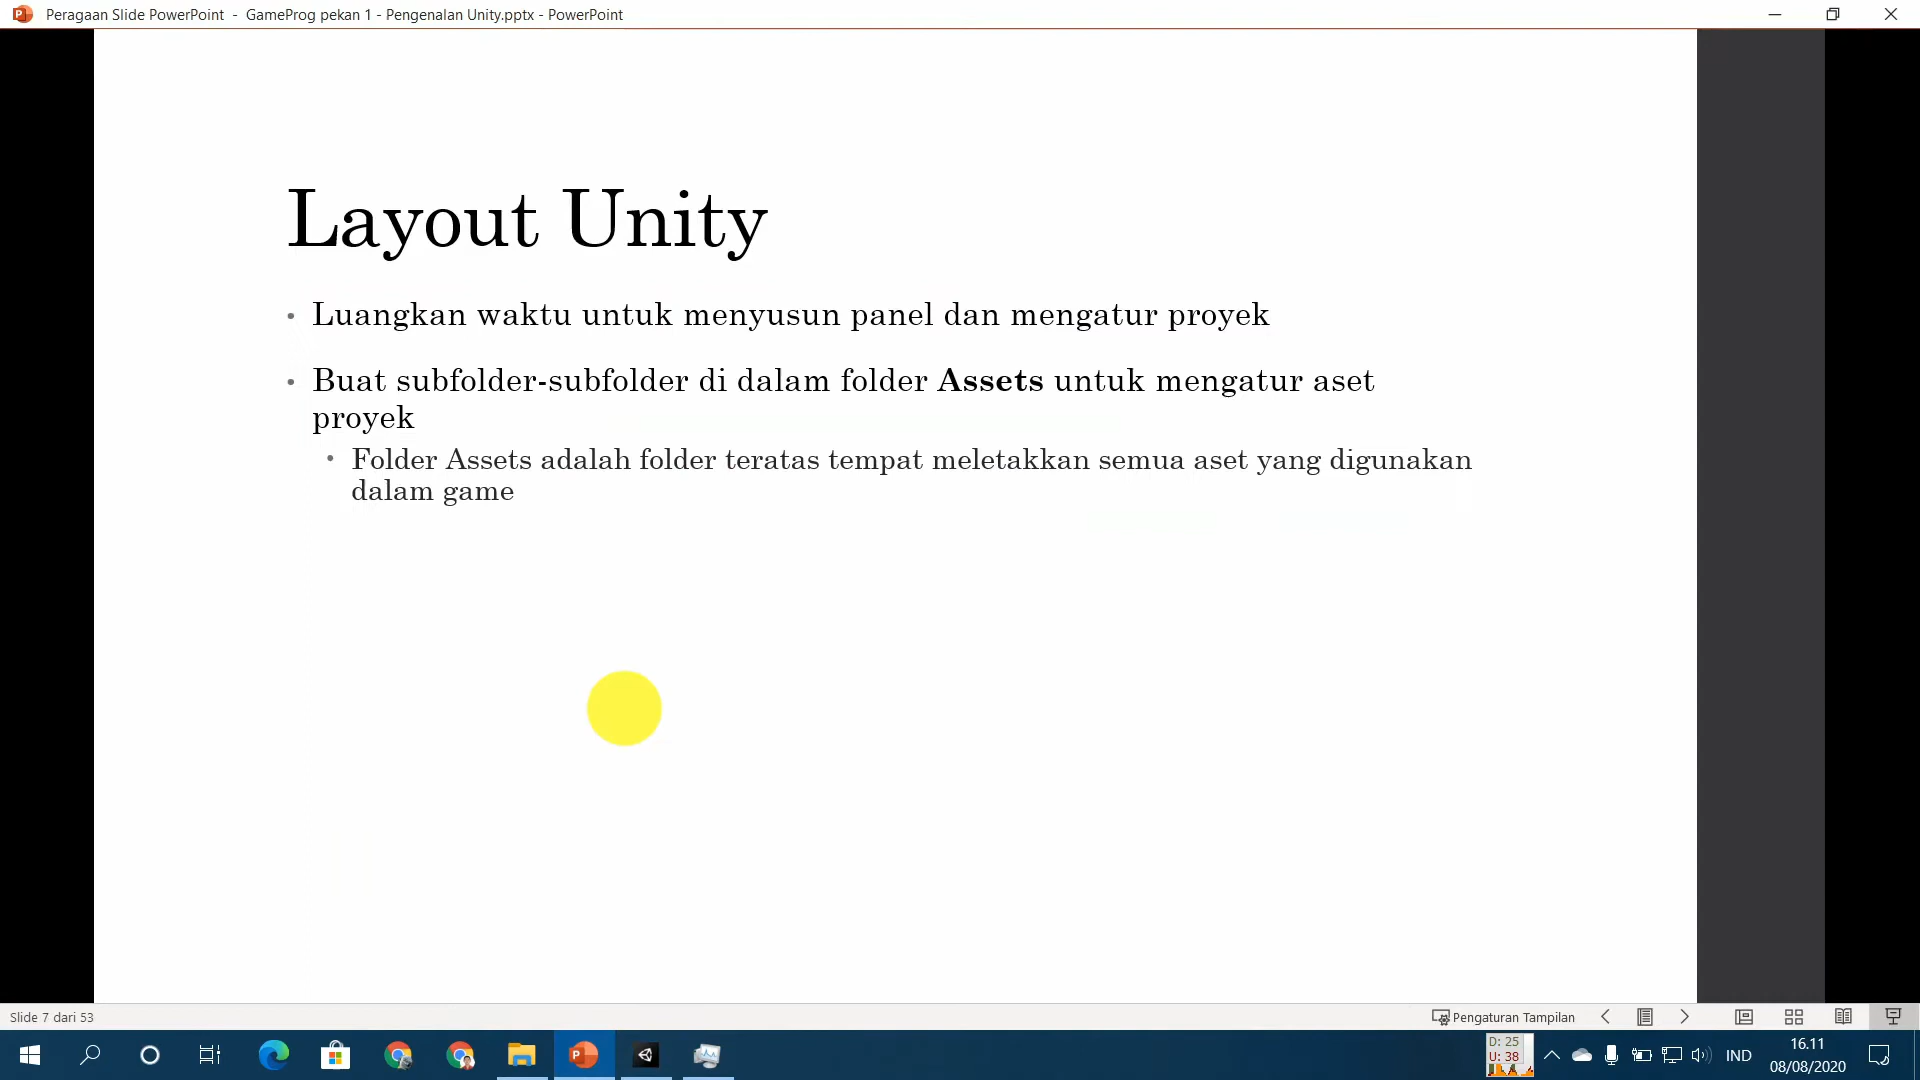 Peragaan Slide PowerPoint - GameProg pekan 1 - Pengenalan Unity.pptx - PowerPoint
Layout Unity
• Luangkan waktu untuk menyusun panel dan mengatur proyek
• Buat subfolder-subfolder di dalam folder Assets untuk mengatur aset
proyek
• Folder Assets adalah folder teratas tempat meletakkan semua aset yang digunakan
dalam game
Slide 7 dari 53
Pengaturan Tampilan
D: 25
U: 38
IND
16.11
08/08/2020